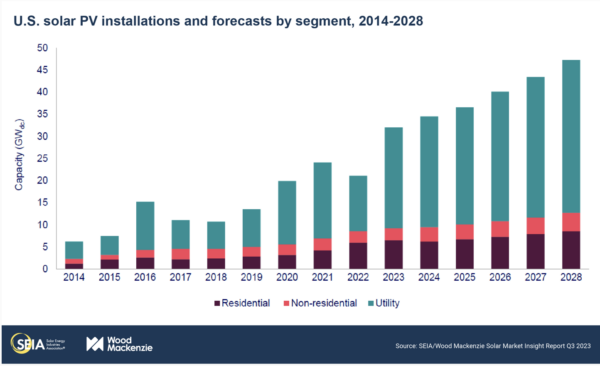 U.S. solar PV installations and forecasts by segment, 2014-2028
Capacity (GWdc)
50
45
40
35
30
25
20
15
10
5
0
2014 2015 2016 2017 2018 2019 2020 2021 2022 2023 2024 2025 2026 2027 2028
Residential Non-residential Utility
SEIA
Solar Energy
Industries
Association®
Wood
Mackenzie
Source: SEIA/Wood Mackenzie Solar Market Insight Report Q3 2023